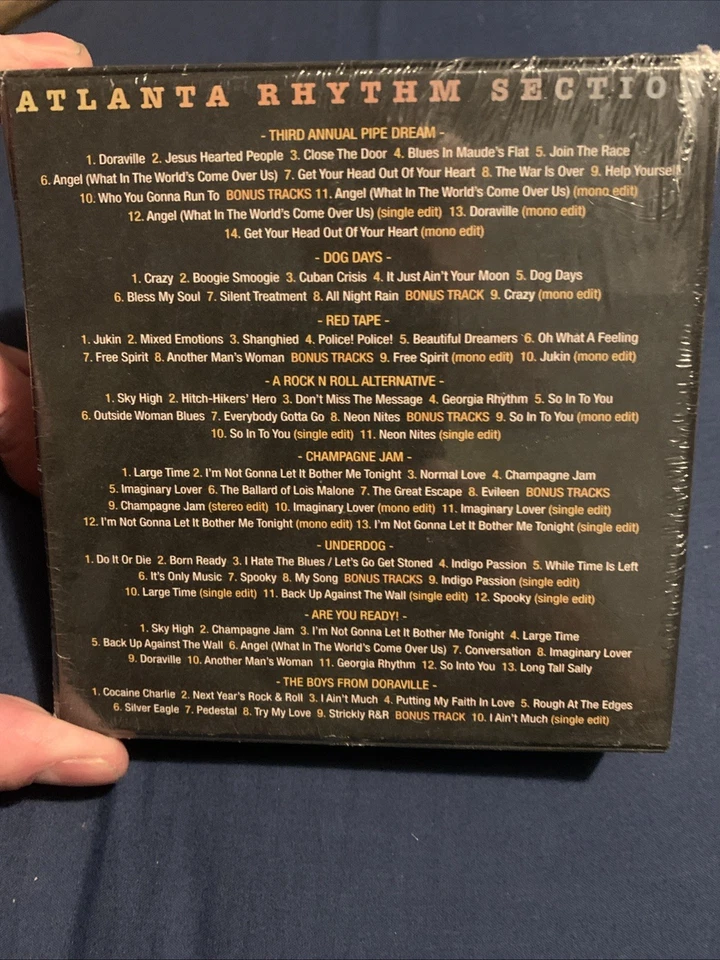 ATLANTA RHYTHM SECTIO
- THIRD ANNUAL PIPE DREAM -
1. Doraville 2. Jesus Hearted People 3. Close The Door 4. Blues In Maude's Flat 5. Join The Race
6. Angel (What In The World's Come Over Us) 7. Get Your Head Out Of Your Heart 8. The War Is Over 9. Help Yourself
10. Who You Gonna Run To BONUS TRACKS 11. Angel (What In The World's Come Over Us) (mono edit)
12. Angel (What In The World's Come Over Us) (single edit) 13. Doraville (mono edit)
14. Get Your Head Out Of Your Heart (mono edit)
- DOG DAYS -
1. Crazy 2. Boogie Smoogie 3. Cuban Crisis 4. It Just Ain't Your Moon 5. Dog Days
6. Bless My Soul 7. Silent Treatment 8. All Night Rain BONUS TRACK 9. Crazy (mono edit)
- RED TAPE -
1. Jukin 2. Mixed Emotions 3. Shanghied 4. Police! Police! 5. Beautiful Dreamers 6. Oh What A Feeling
7. Free Spirit 8. Another Man's Woman BONUS TRACKS 9. Free Spirit (mono edit) 10. Jukin (mono edit)
- A ROCK N ROLL ALTERNATIVE -
1. Sky High 2. Hitch-Hikers' Hero 3. Don't Miss The Message 4. Georgia Rhythm 5. So In To You
6. Outside Woman Blues 7. Everybody Gotta Go 8. Neon Nites BONUS TRACKS 9. So In To You (mono edit)
10. So In To You (single edit) 11. Neon Nites (single edit)
- CHAMPAGNE JAM -
1. Large Time 2. I'm Not Gonna Let It Bother Me Tonight 3. Normal Love 4. Champagne Jam
5. Imaginary Lover 6. The Ballard of Lois Malone 7. The Great Escape 8. Evileen BONUS TRACKS
9. Champagne Jam (stereo edit) 10. Imaginary Lover (mono edit) 11. Imaginary Lover (single edit)
12. I'm Not Gonna Let It Bother Me Tonight (mono edit) 13. I'm Not Gonna Let It Bother Me Tonight (single edit)
- UNDERDOG -
1. Do It Or Die 2. Born Ready 3. I Hate The Blues / Let's Go Get Stoned 4. Indigo Passion 5. While Time Is Left
6. It's Only Music 7. Spooky 8. My Song BONUS TRACKS 9. Indigo Passion (single edit)
10. Large Time (single edit) 11. Back Up Against The Wall (single edit) 12. Spooky (single edit)
- ARE YOU READY! -
1. Sky High 2. Champagne Jam 3. I'm Not Gonna Let It Bother Me Tonight 4. Large Time
5. Back Up Against The Wall 6. Angel (What In The World's Come Over Us) 7. Conversation 8. Imaginary Lover
9. Doraville 10. Another Man's Woman 11. Georgia Rhythm 12. So Into You 13. Long Tall Sally
- THE BOYS FROM DORAVILLE -
1. Cocaine Charlie 2. Next Year's Rock & Roll 3. I Ain't Much 4. Putting My Faith In Love 5. Rough At The Edges
6. Silver Eagle 7. Pedestal 8. Try My Love 9. Strickly R&R BONUS TRACK 10. I Ain't Much (single edit)